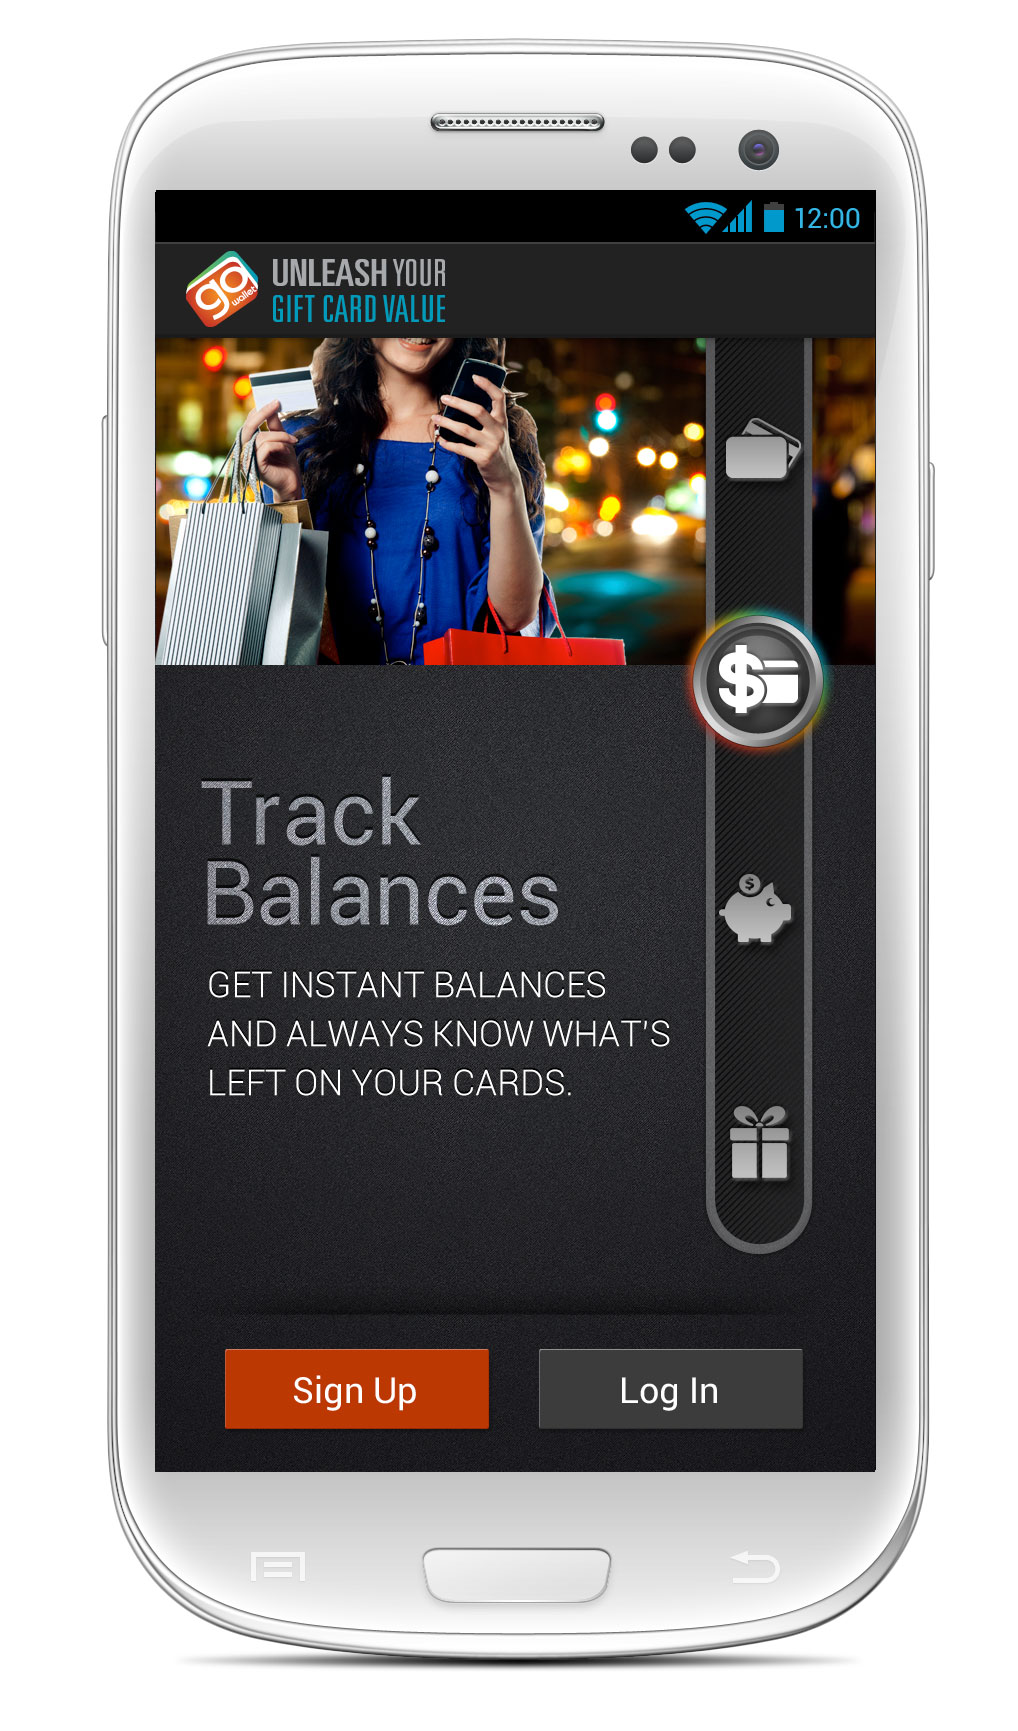 12:00
go
wallet
UNLEASH YOUR
GIFT CARD VALUE
$
$
Track
Balances
GET INSTANT BALANCES
AND ALWAYS KNOW WHAT'S
LEFT ON YOUR CARDS.
Sign Up
Log In